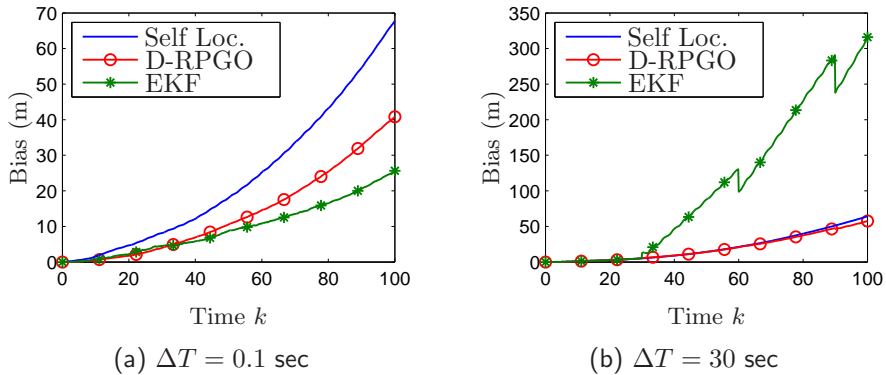 70
60
50
40
30
20
10
0
Bias (m)
Self Loc.
D-RPGO
EKF
0 20 40 60 80 100
Time k
(a) ΔT = 0.1 sec
350
300
250
200
150
100
50
0
Bias (m)
Self Loc.
D-RPGO
EKF
0 20 40 60 80 100
Time k
(b) ΔT = 30 sec